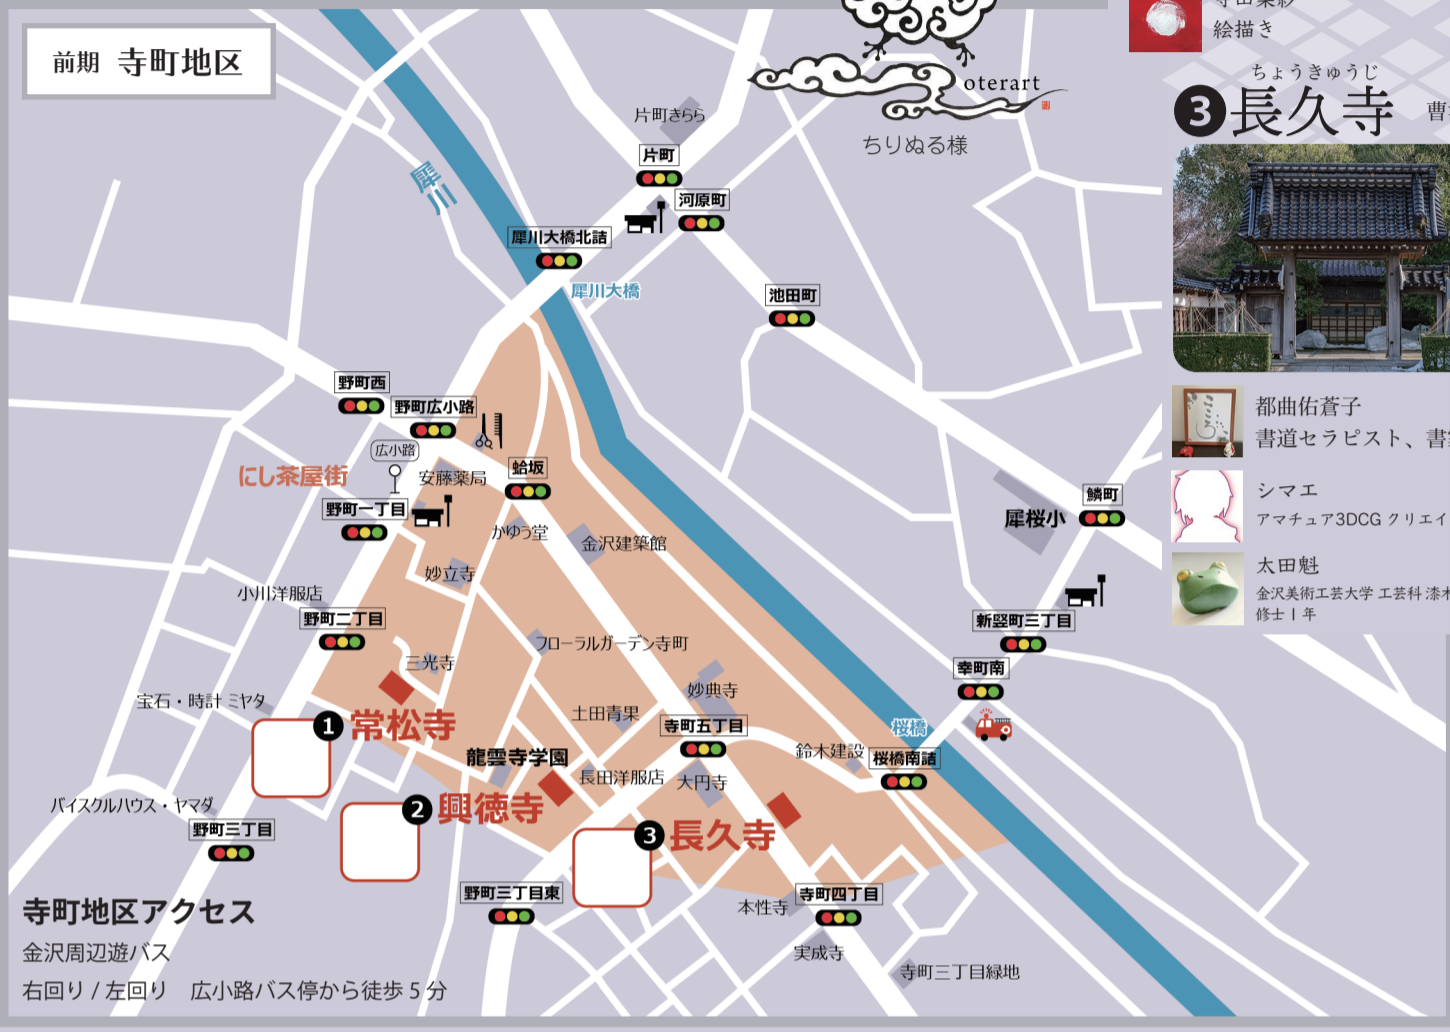 前期 寺町地区
oterart
ちりぬる様
絵描き
ちょうきゅうじ
3 長久寺
都曲佑蒼子
書道セラピスト、
シマエ
アマチュア3DCG クリエイ
太田魁
金沢美術工芸大学 工芸科 漆木
修士1年
犀川
片町きらら
片町
河原町
犀川大橋北詰
犀川大橋
池田町
野町西
野町広小路
広小路
にし茶屋街
安藤薬局
蛤坂
野町一丁目
かゆう堂
金沢建築館
鱗町
犀桜小
妙立寺
小川洋服店
野町二丁目
新竪町三丁目
フローラルガーデン寺町
三光寺
幸町南
妙典寺
宝石・時計 ミヤタ
1 常松寺
土田青果
寺町五丁目
桜橋
鈴木建設
桜橋南詰
龍雲寺学園
長田洋服店
大円寺
バイスクルハウス・ヤマダ
野町三丁目
2 興徳寺
3 長久寺
野町三丁目東
寺町四丁目
本性寺
実成寺
寺町三丁目緑地
寺町地区アクセス
金沢周辺遊バス
右回り / 左回り 広小路バス停から徒歩 5 分